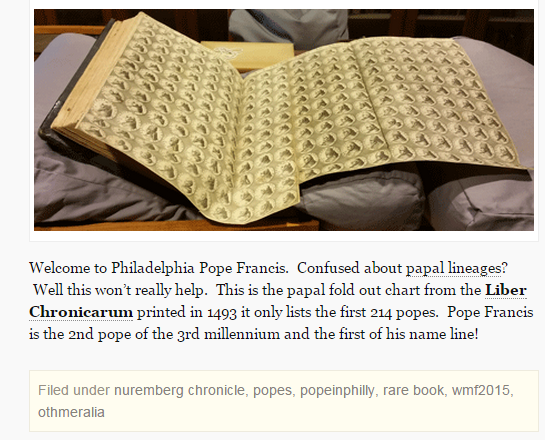 Welcome to Philadelphia Pope Francis.  Confused about papal lineages?
Well this won't really help.  This is the papal fold out chart from the Liber
Chronicarum printed in 1493 it only lists the first 214 popes.  Pope Francis
is the 2nd pope of the 3rd millennium and the first of his name line!
Filed under nuremberg chronicle, popes, popeinphilly, rare book, wmf2015,
othmeralia